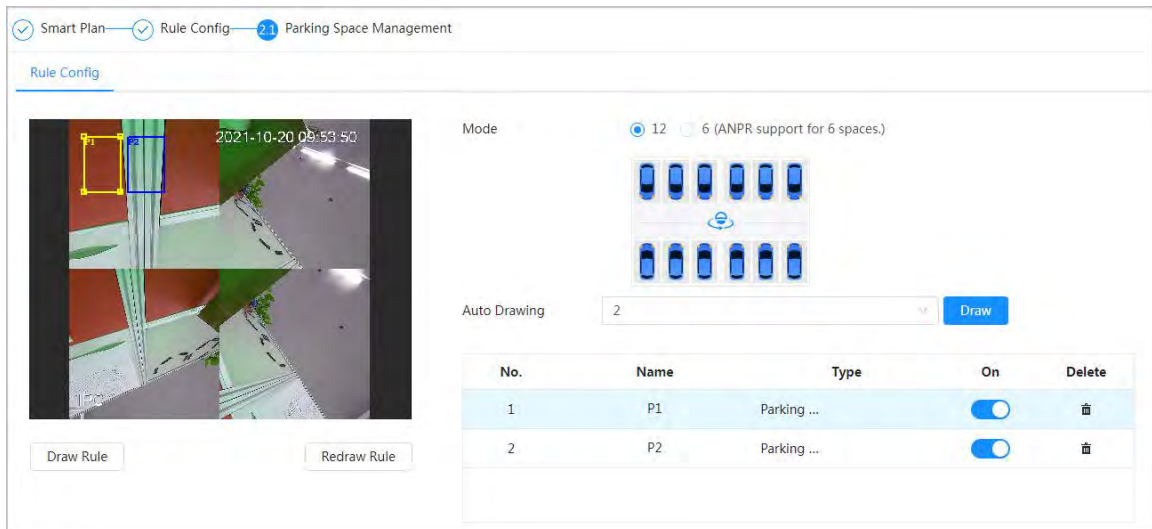 Smart Plan Rule Config 2.1 Parking Space Management
Rule Config
P1 P2 2021-10-20 09:53:50
IPC
Draw Rule Redraw Rule
Mode 12 6 (ANPR support for 6 spaces.)
Auto Drawing 2 Draw
No. Name Type On Delete
1 P1 Parking ...
2 P2 Parking ...